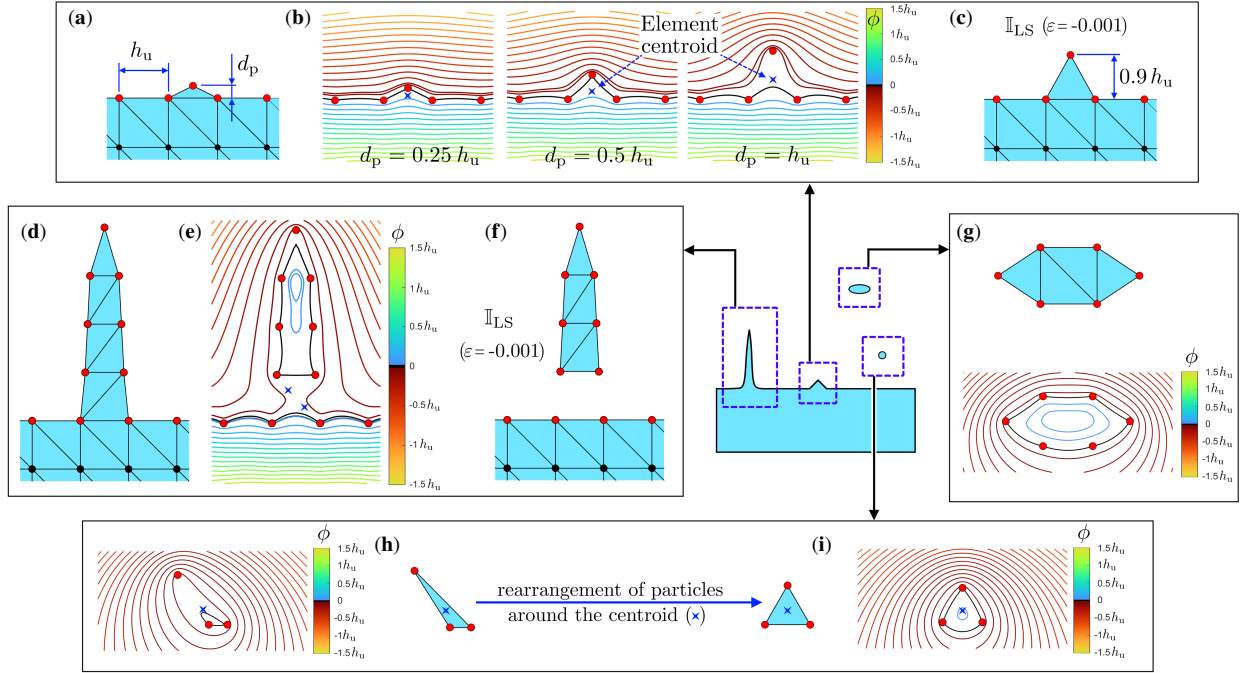 (a)
h_u
d_p
(b)
Element
centroid
d_p = 0.25 h_u
d_p = 0.5 h_u
d_p = h_u
ϕ
1.5h_u
1h_u
0.5h_u
0
-0.5h_u
-1h_u
-1.5h_u
(c)
𝕀_LS (ε= -0.001)
0.9 h_u
(d)
(e)
ϕ
1.5h_u
1h_u
0.5h_u
0
-0.5h_u
-1h_u
-1.5h_u
(f)
𝕀_LS
(ε= -0.001)
(g)
ϕ
1.5h_u
1h_u
0.5h_u
0
-0.5h_u
-1h_u
-1.5h_u
ϕ
1.5h_u
1h_u
0.5h_u
0
-0.5h_u
-1h_u
-1.5h_u
(h)
rearrangement of particles
around the centroid (×)
(i)
ϕ
1.5h_u
1h_u
0.5h_u
0
-0.5h_u
-1h_u
-1.5h_u